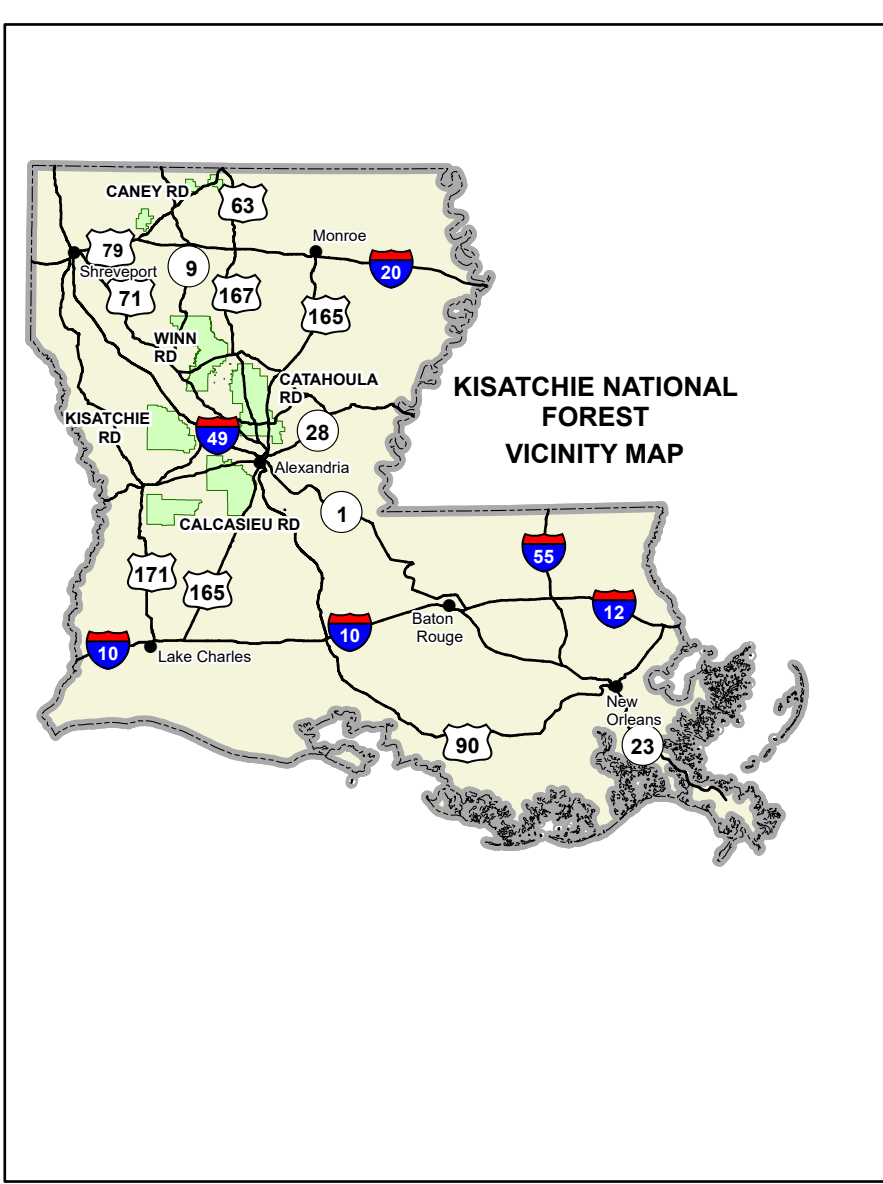 CANEY RD
63
Monroe
79
Shreveport
9
20
71
167
165
WINN
RD
CATAHOULA
RD
KISATCHIE NATIONAL
FOREST
VICINITY MAP
KISATCHIE
RD
49
28
Alexandria
1
CALCASIEU RD
55
171
165
12
Baton
Rouge
10
10
Lake Charles
New
Orleans
90
23